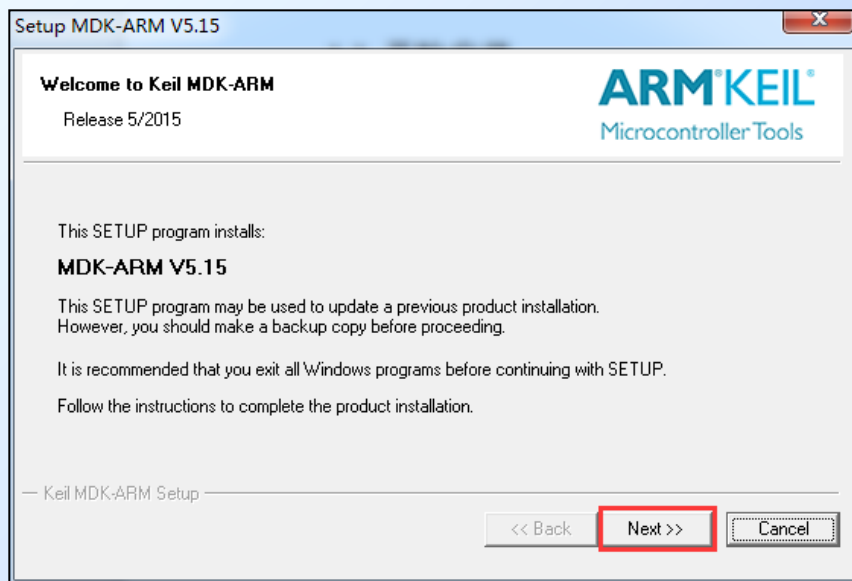 Setup MDK-ARM V5.15
Welcome to Keil MDK-ARM
Release 5/2015
ARM®KEIL®
Microcontroller Tools
This SETUP program installs:
MDK-ARM V5.15
This SETUP program may be used to update a previous product installation.
However, you should make a backup copy before proceeding.
It is recommended that you exit all Windows programs before continuing with SETUP.
Follow the instructions to complete the product installation.
Keil MDK-ARM Setup
<< Back Next >> Cancel